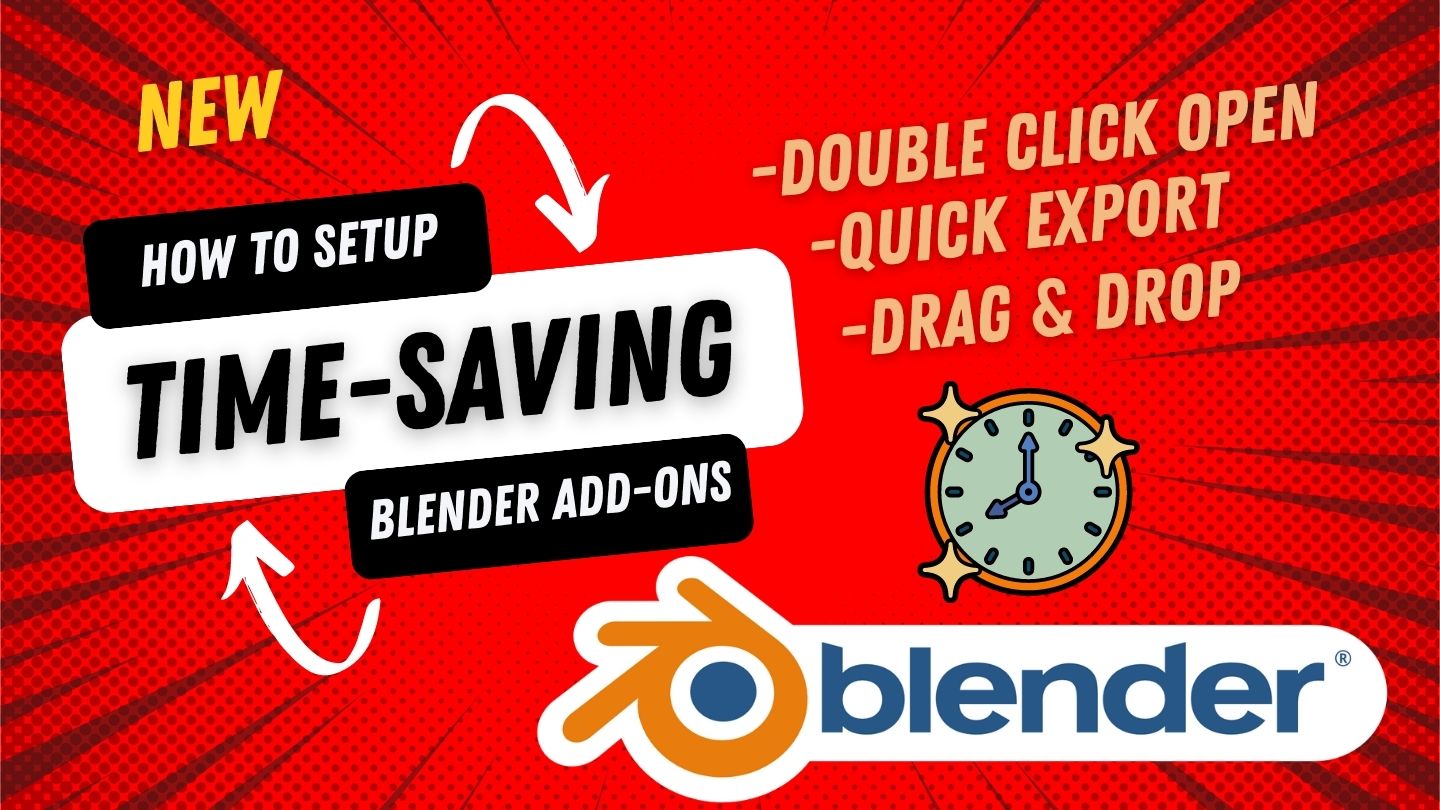 NEW
HOW TO SETUP
TIME-SAVING
BLENDER ADD-ONS
-DOUBLE CLICK OPEN
-QUICK EXPORT
-DRAG & DROP
blender®